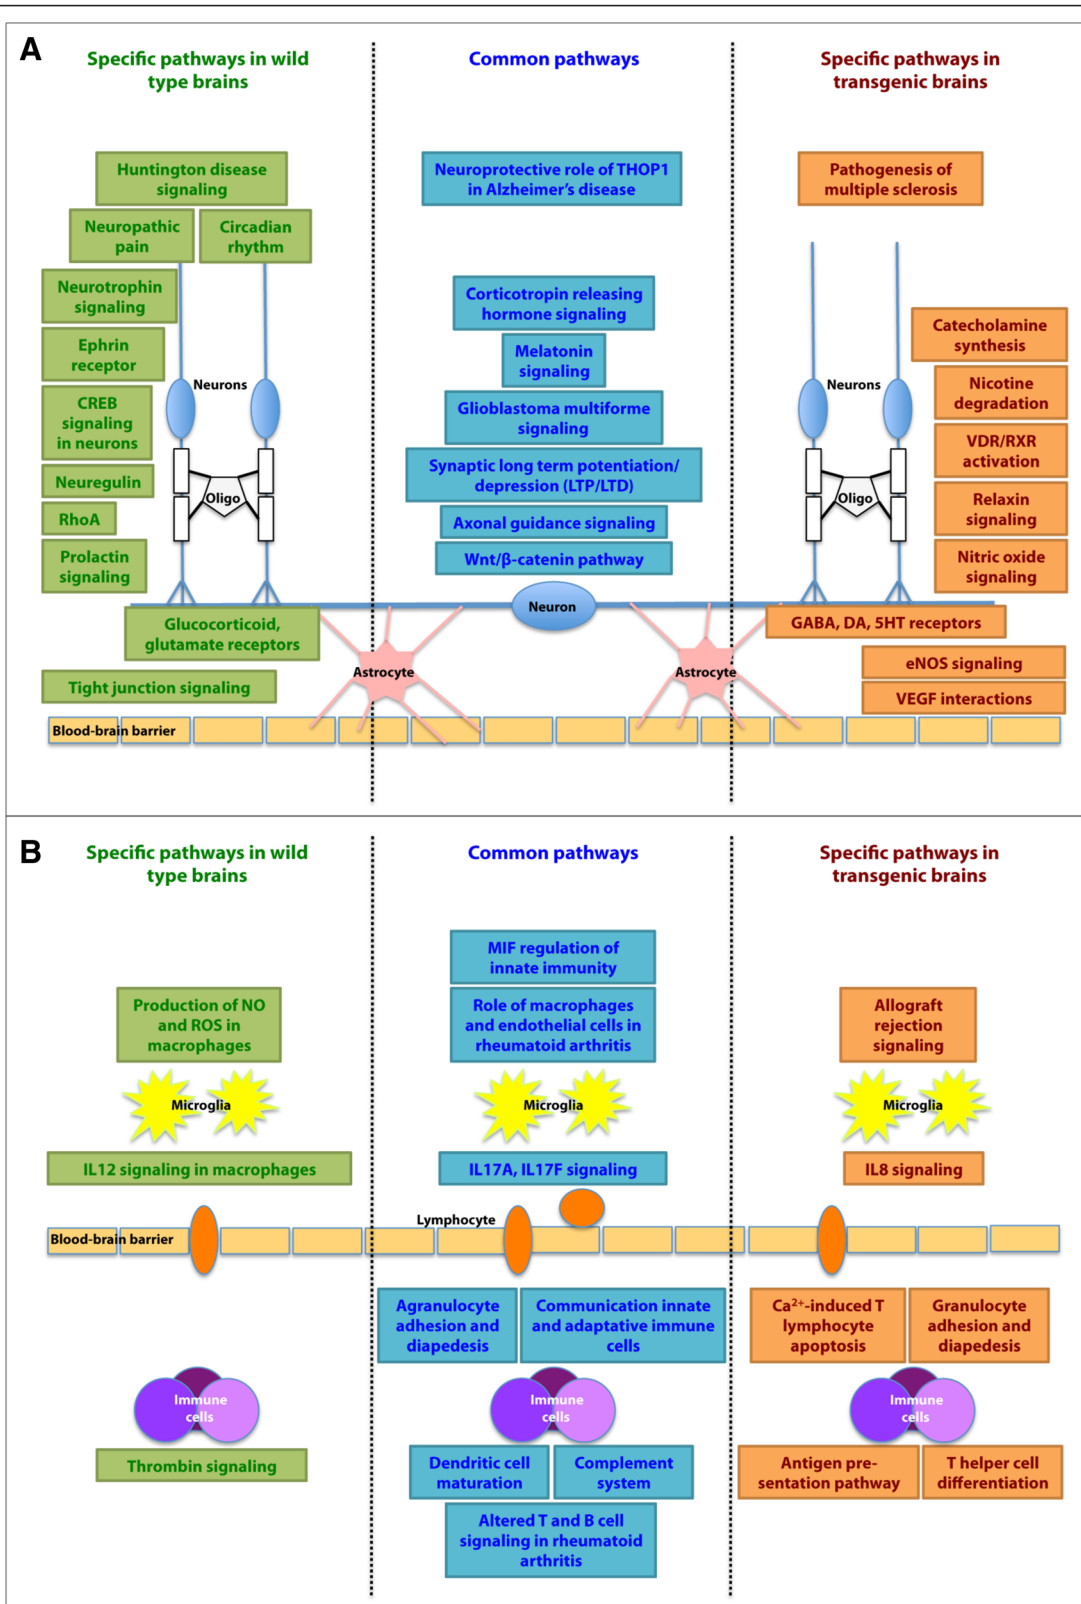 A
Specific pathways in wild
type brains
Common pathways
Specific pathways in
transgenic brains
Huntington disease
signaling
Neuropathic
pain
Circadian
rhythm
Neurotrophin
signaling
Ephrin
receptor
CREB
signaling
in neurons
Neuregulin
RhoA
Prolactin
signaling
Neurons
Oligo
Glucocorticoid,
glutamate receptors
Tight junction signaling
Blood-brain barrier
Neuroprotective role of THOP1
in Alzheimer's disease
Corticotropin releasing
hormone signaling
Melatonin
signaling
Glioblastoma multiforme
signaling
Synaptic long term potentiation/
depression (LTP/LTD)
Axonal guidance signaling
Wnt/β-catenin pathway
Neuron
Astrocyte
Astrocyte
Pathogenesis of
multiple sclerosis
Neurons
Oligo
Catecholamine
synthesis
Nicotine
degradation
VDR/RXR
activation
Relaxin
signaling
Nitric oxide
signaling
GABA, DA, 5HT receptors
eNOS signaling
VEGF interactions
B
Specific pathways in wild
type brains
Common pathways
Specific pathways in
transgenic brains
Production of NO
and ROS in
macrophages
Microglia
IL12 signaling in macrophages
Blood-brain barrier
Immune
cells
Thrombin signaling
MIF regulation of
innate immunity
Role of macrophages
and endothelial cells in
rheumatoid arthritis
Microglia
IL17A, IL17F signaling
Lymphocyte
Agranulocyte
adhesion and
diapedesis
Communication innate
and adaptative immune
cells
Immune
cells
Dendritic cell
maturation
Complement
system
Altered T and B cell
signaling in rheumatoid
arthritis
Allograft
rejection
signaling
Microglia
IL8 signaling
Ca²⁺-induced T
lymphocyte
apoptosis
Granulocyte
adhesion and
diapedesis
Immune
cells
Antigen pre-
sentation pathway
T helper cell
differentiation